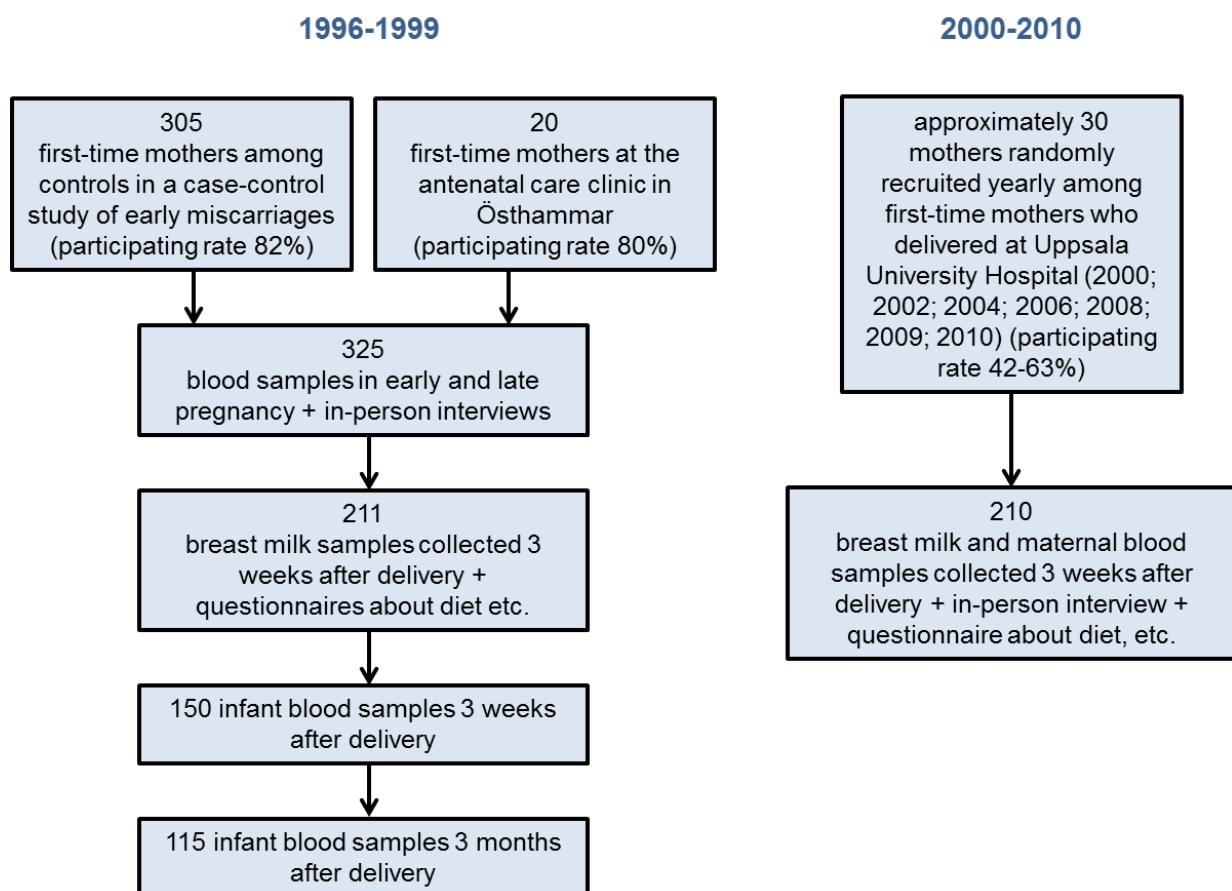 1996-1999
305
first-time mothers among
controls in a case-control
study of early miscarriages
(participating rate 82%)
20
first-time mothers at the
antenatal care clinic in
Östhammar
(participating rate 80%)
325
blood samples in early and late
pregnancy + in-person interviews
211
breast milk samples collected 3
weeks after delivery +
questionnaires about diet etc.
150 infant blood samples 3 weeks
after delivery
115 infant blood samples 3 months
after delivery
2000-2010
approximately 30
mothers randomly
recruited yearly among
first-time mothers who
delivered at Uppsala
University Hospital (2000;
2002; 2004; 2006; 2008;
2009; 2010) (participating
rate 42-63%)
210
breast milk and maternal blood
samples collected 3 weeks after
delivery + in-person interview +
questionnaire about diet, etc.